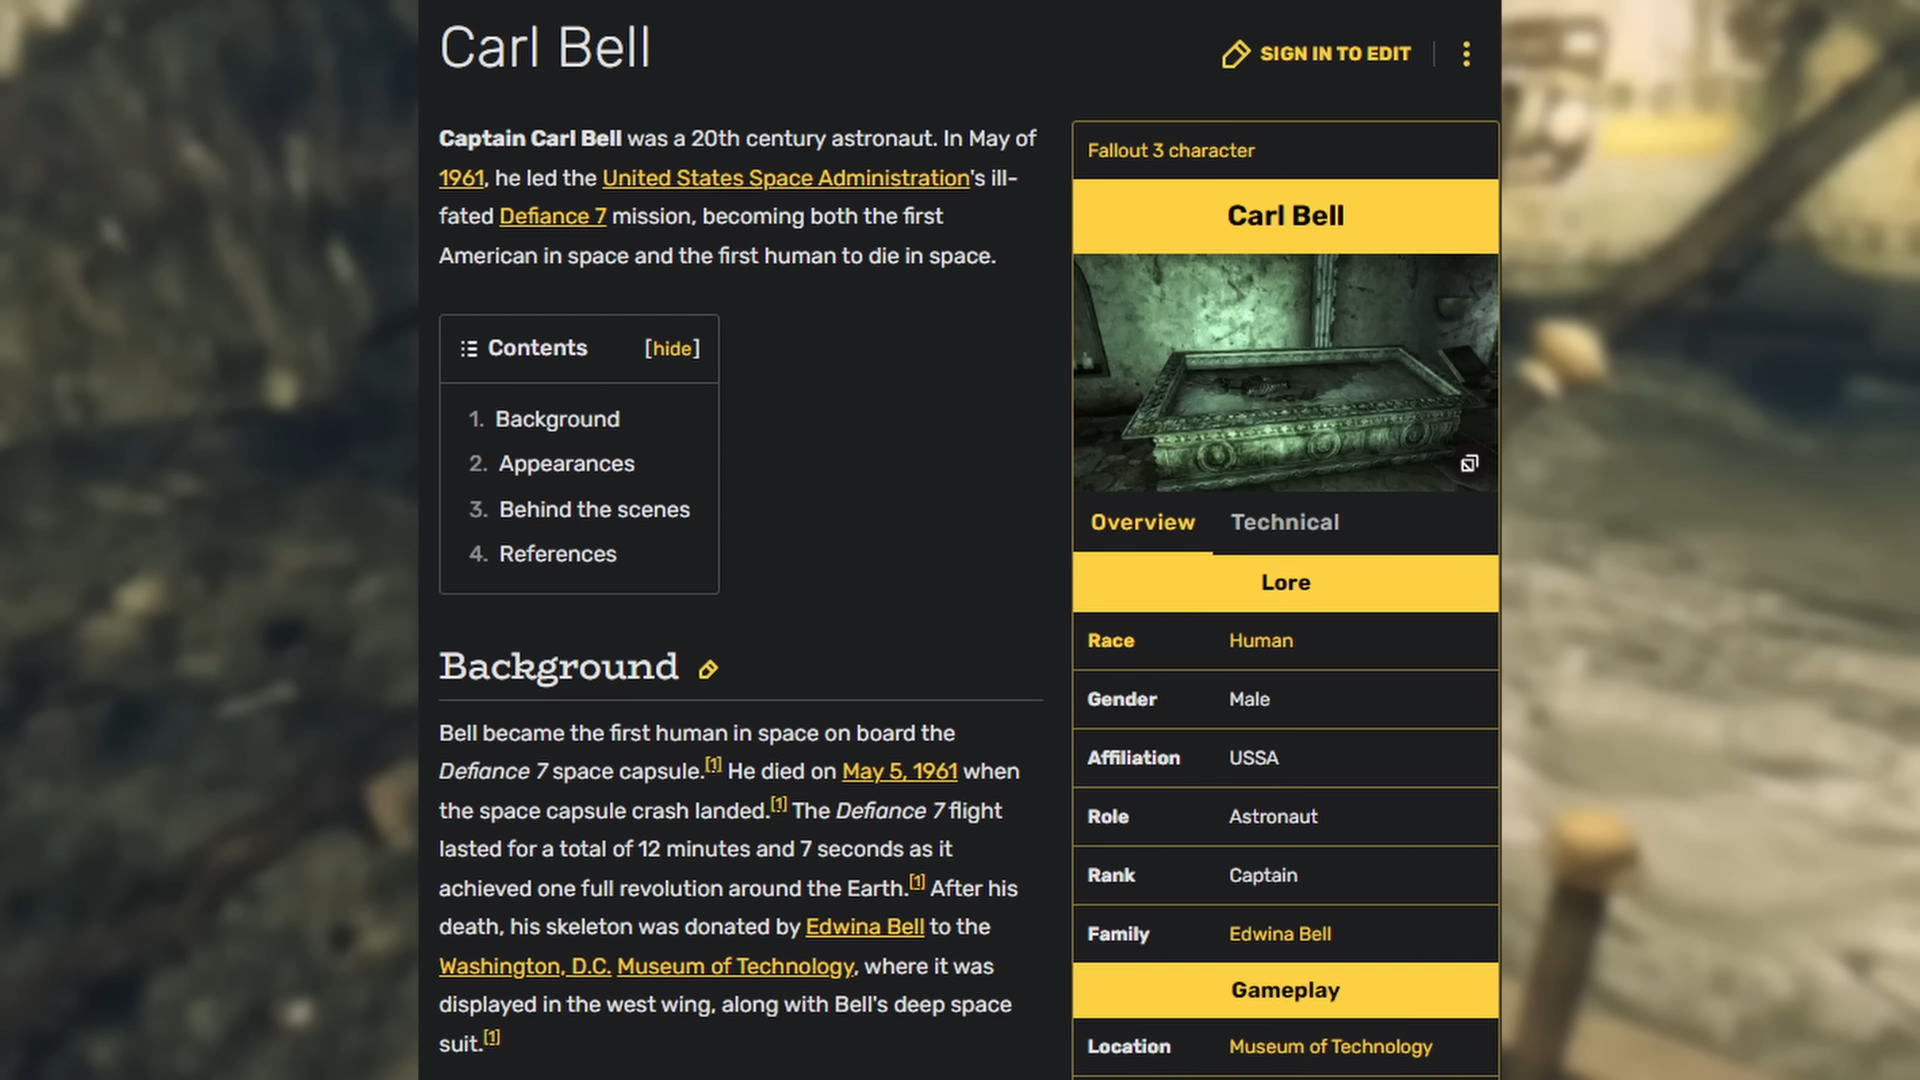 Carl Bell
SIGN IN TO EDIT
Captain Carl Bell was a 20th century astronaut. In May of
1961, he led the United States Space Administration's ill-
fated Defiance 7 mission, becoming both the first
American in space and the first human to die in space.
Contents [hide]
1. Background
2. Appearances
3. Behind the scenes
4. References
Background
Bell became the first human in space on board the
Defiance 7 space capsule.[1] He died on May 5, 1961 when
the space capsule crash landed.[1] The Defiance 7 flight
lasted for a total of 12 minutes and 7 seconds as it
achieved one full revolution around the Earth.[1] After his
death, his skeleton was donated by Edwina Bell to the
Washington, D.C. Museum of Technology, where it was
displayed in the west wing, along with Bell's deep space
suit.[1]
Fallout 3 character
Carl Bell
Overview Technical
Lore
Race Human
Gender Male
Affiliation USSA
Role Astronaut
Rank Captain
Family Edwina Bell
Gameplay
Location Museum of Technology